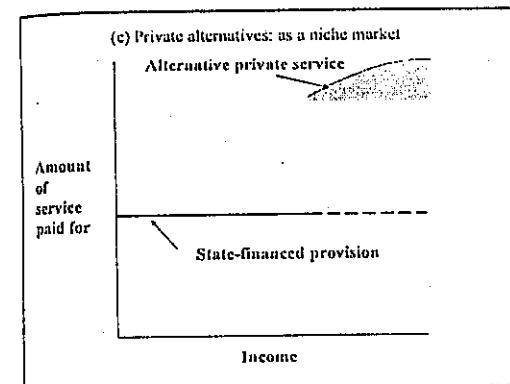 (c) Private alternatives: as a niche market
Alternative private service
Amount
of
service
paid for
State-financed provision
Income